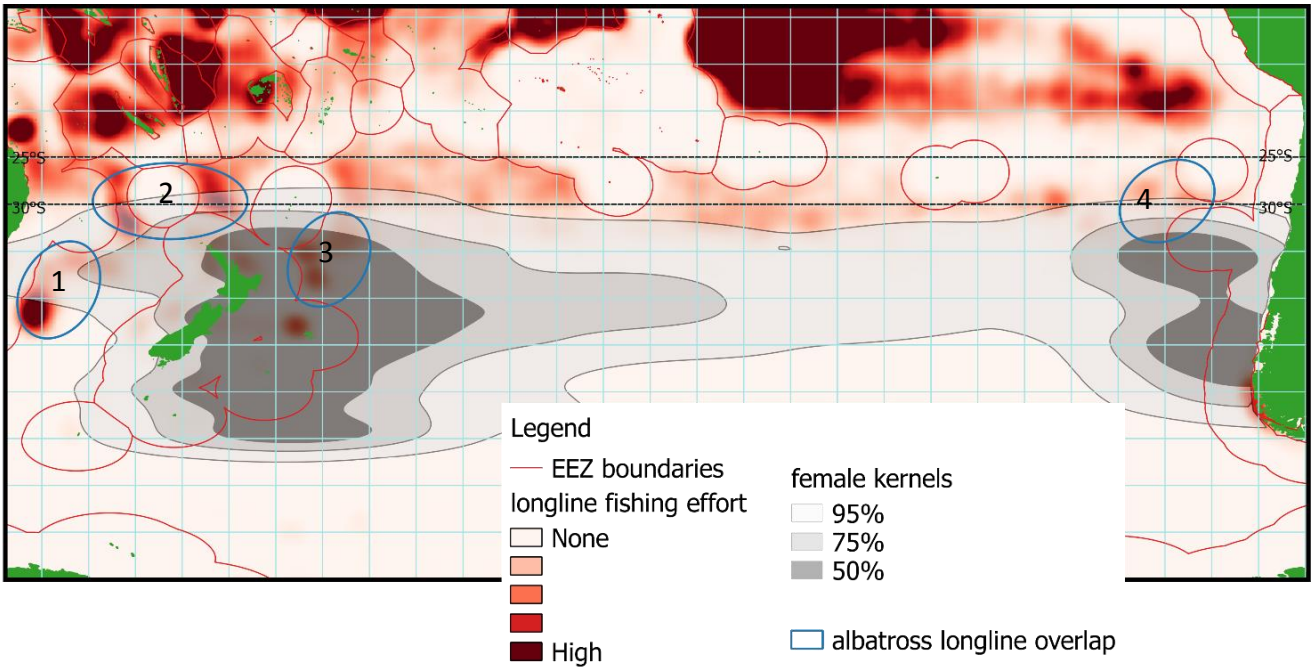 25°S
25°S
2
4
30°S
30°S
3
1
Legend
EEZ boundaries
longline fishing effort
None
High
female kernels
95%
75%
50%
albatross longline overlap